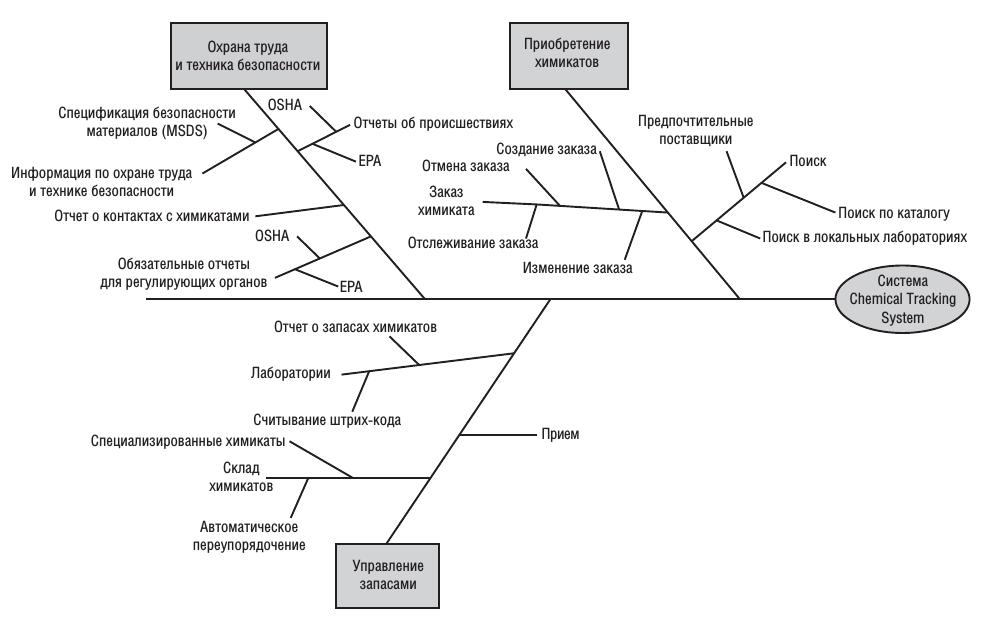 Охрана труда
и техника безопасности
Приобретение
химикатов
OSHA
Спецификация безопасности
материалов (MSDS)
Отчеты об происшествиях
EPA
Информация по охране труда
и технике безопасности
Отчет о контактах с химикатами
OSHA
Обязательные отчеты
для регулирующих органов
EPA
Предпочтительные
поставщики
Создание заказа
Отмена заказа
Заказ
химиката
Отслеживание заказа
Изменение заказа
Поиск
Поиск по каталогу
Поиск в локальных лабораториях
Система
Chemical Tracking
System
Отчет о запасах химикатов
Лаборатории
Считывание штрих-кода
Специализированные химикаты
Прием
Склад
химикатов
Автоматическое
переупорядочение
Управление
запасами